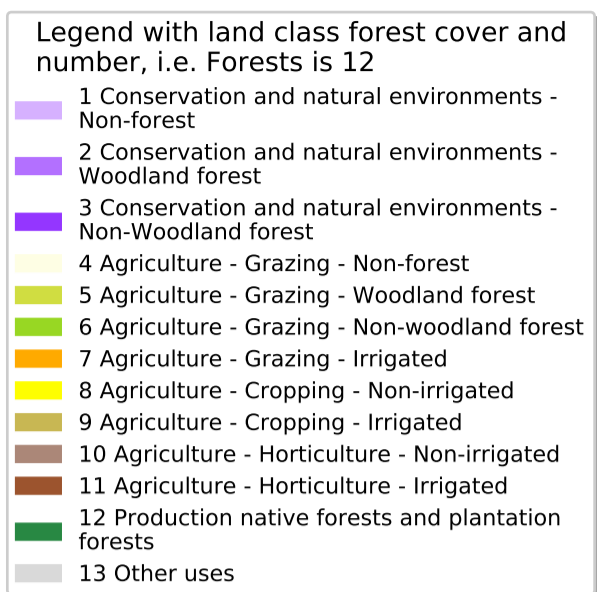 Legend with land class forest cover and
number, i.e. Forests is 12
1 Conservation and natural environments -
Non-forest
2 Conservation and natural environments -
Woodland forest
3 Conservation and natural environments -
Non-Woodland forest
4 Agriculture - Grazing - Non-forest
5 Agriculture - Grazing - Woodland forest
6 Agriculture - Grazing - Non-woodland forest
7 Agriculture - Grazing - Irrigated
8 Agriculture - Cropping - Non-irrigated
9 Agriculture - Cropping - Irrigated
10 Agriculture - Horticulture - Non-irrigated
11 Agriculture - Horticulture - Irrigated
12 Production native forests and plantation
forests
13 Other uses